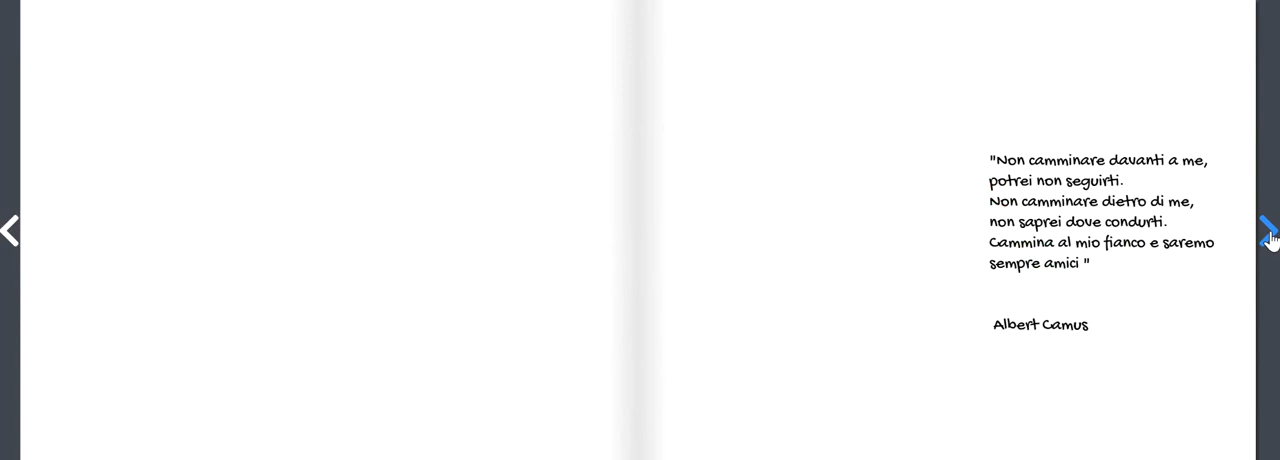 "Non camminare davanti a me,
potrei non seguirti.
Non camminare dietro di me,
non saprei dove condurti.
Cammina al mio fianco e saremo
sempre amici "
Albert Camus